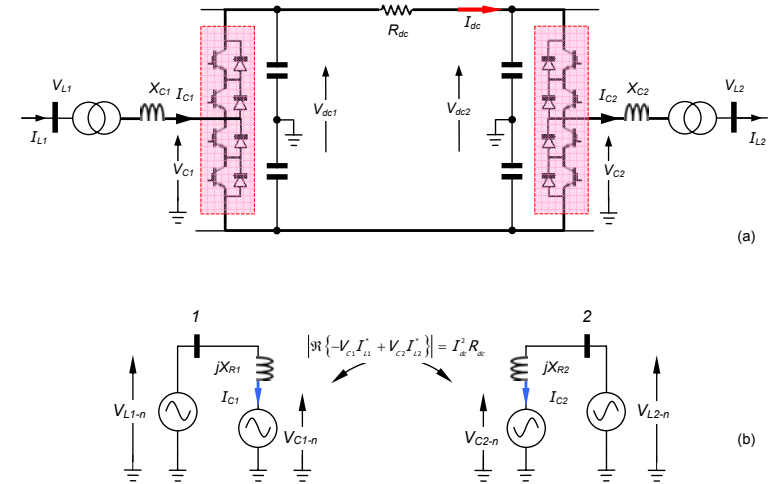 R_dc I_dc
V_L1 X_C1 I_C1 I_C2 X_C2 V_L2
V_dc1 V_dc2
I_L1 I_L2
V_C1 V_C2
(a)
1 2
|ℜ{-V_C1 I*_L1 + V_C2 I*_L2}| = I²_dc R_dc
jX_R1 jX_R2
I_C1 I_C2
V_L1-n V_C1-n V_C2-n V_L2-n
(b)